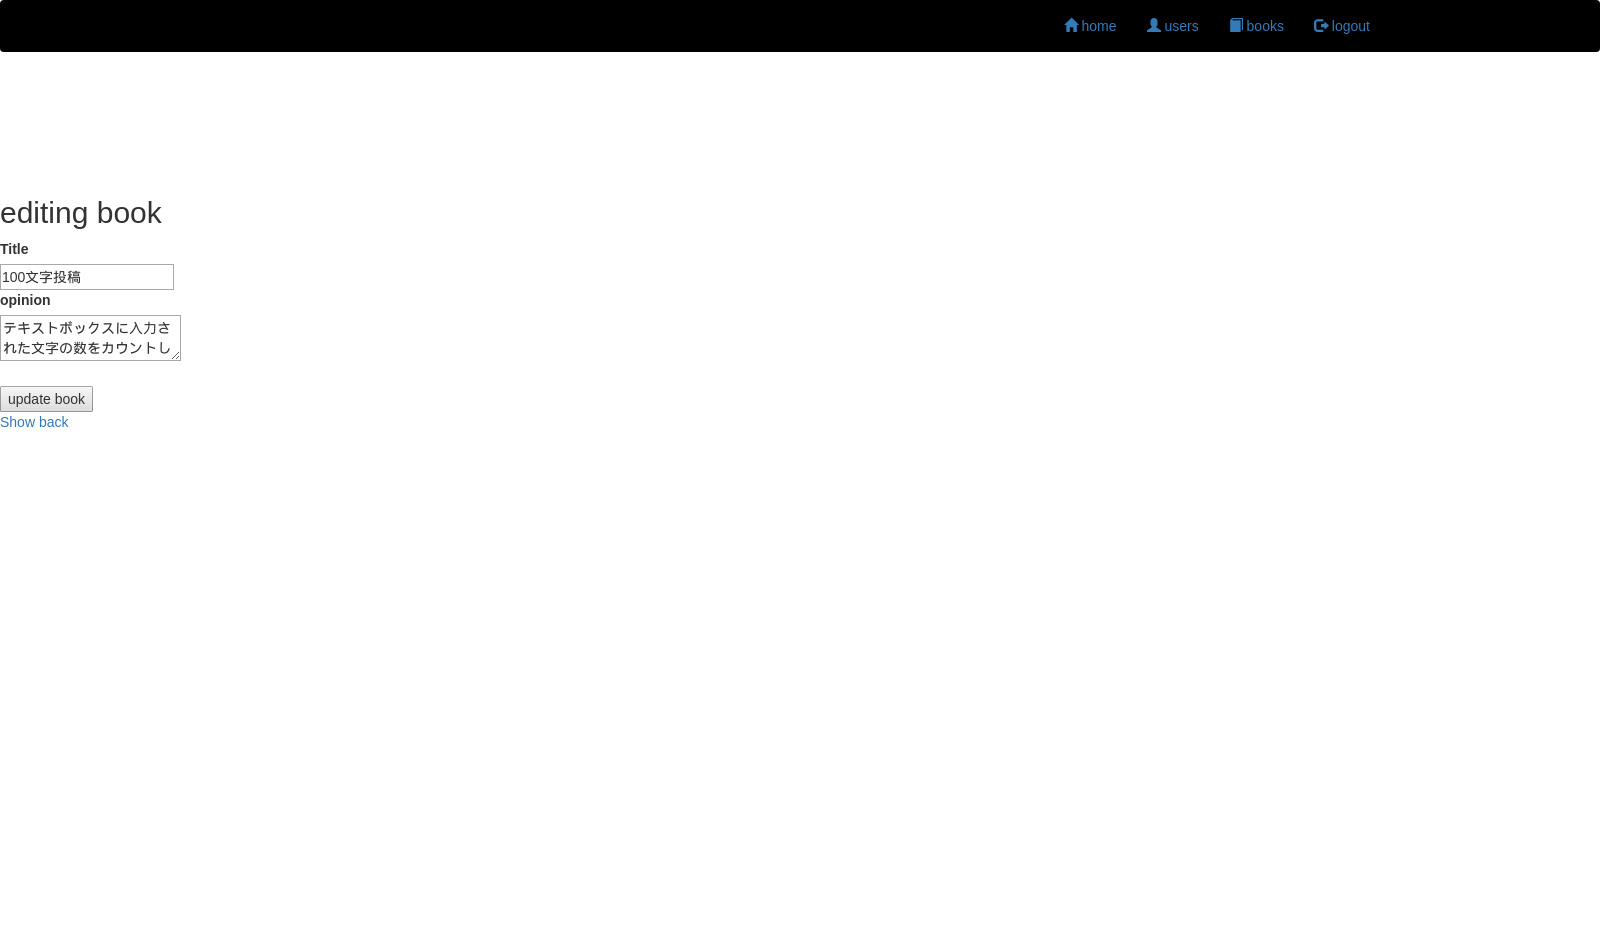 home users books logout
editing book
Title
100文字投稿
opinion
テキストボックスに入力さ
れた文字の数をカウントし
update book
Show back